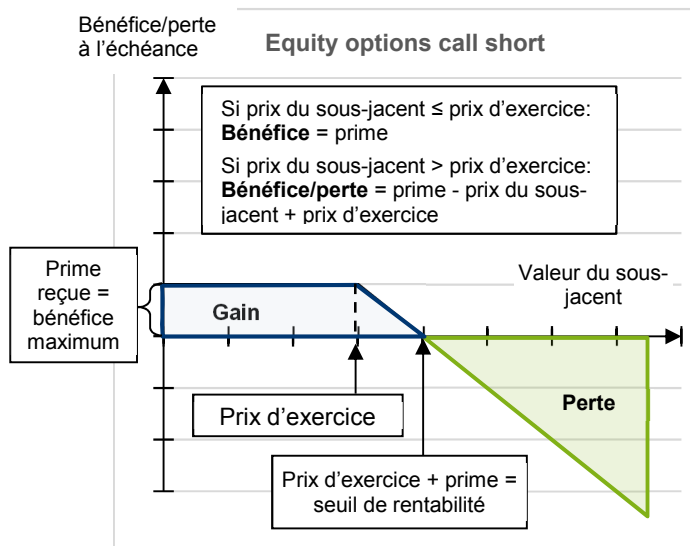 Bénéfice/perte
à l'échéance
Equity options call short
Si prix du sous-jacent ≤ prix d'exercice:
Bénéfice = prime
Si prix du sous-jacent > prix d'exercice:
Bénéfice/perte = prime - prix du sous-
jacent + prix d'exercice
Prime
reçue =
bénéfice
maximum
Gain
Valeur du sous-
jacent
Prix d'exercice
Perte
Prix d'exercice + prime =
seuil de rentabilité